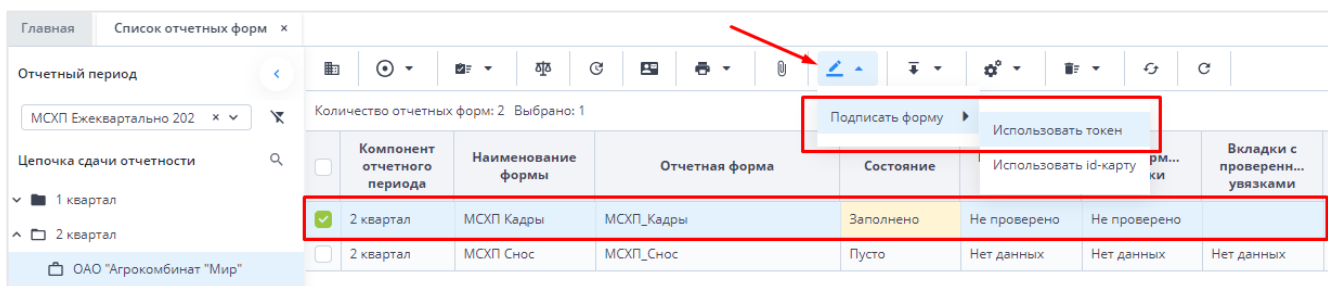 Главная
Список отчетных форм ×
Отчетный период
МСХП Ежеквартально 202
Цепочка сдачи отчетности
1 квартал
2 квартал
ОАО "Агрокомбинат "Мир"
Количество отчетных форм: 2 Выбрано: 1
Подписать форму
Использовать токен
Использовать id-карту
Компонент
отчетного
периода
Наименование
формы
Отчетная форма
Состояние
рм...
ки
Вкладки с
проверенн...
увязками
2 квартал МСХП Кадры МСХП_Кадры Заполнено Не проверено Не проверено
2 квартал МСХП Снос МСХП_Снос Пусто Нет данных Нет данных Нет данных